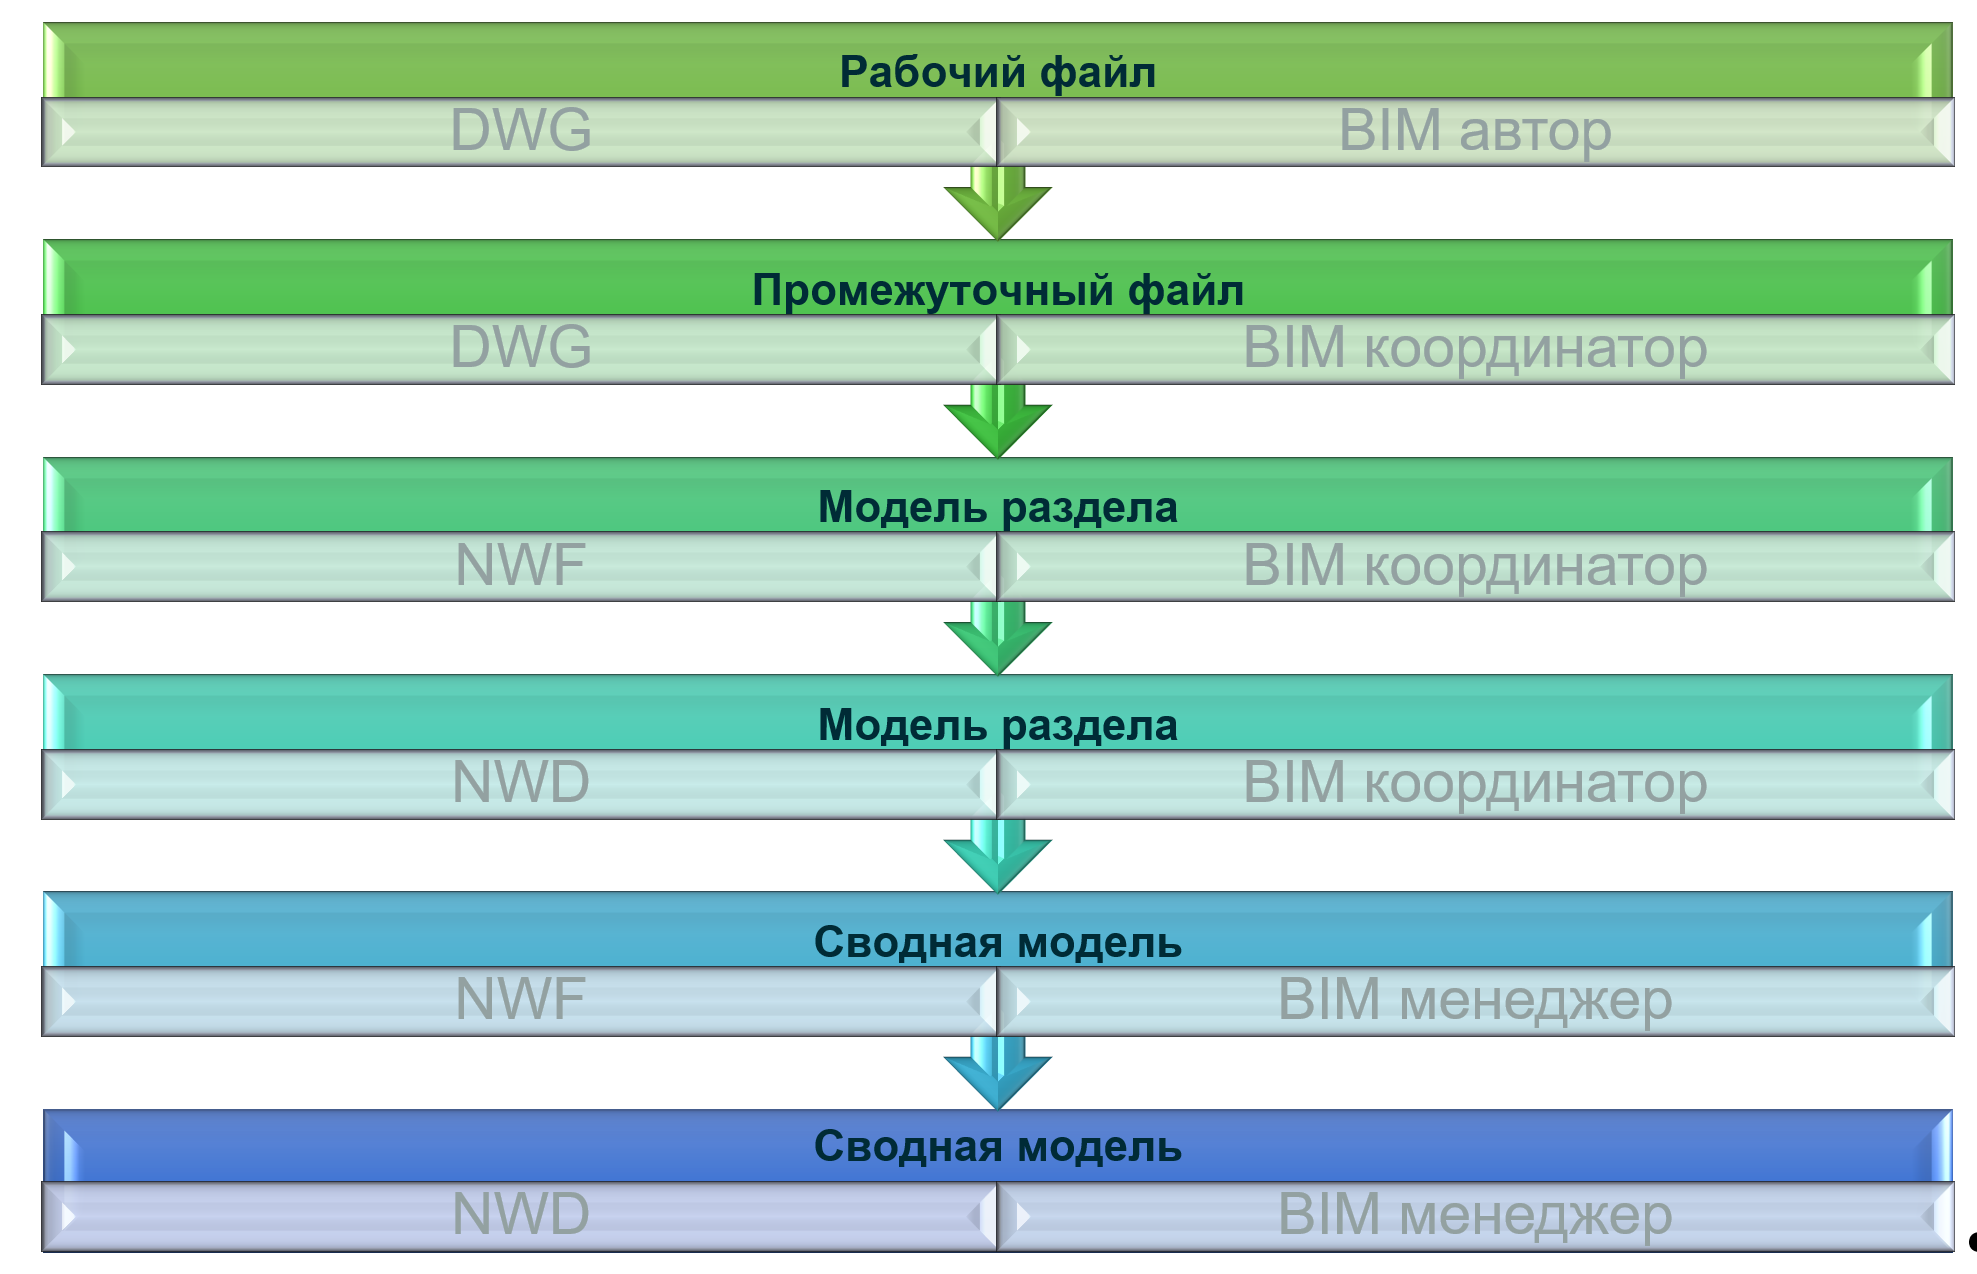 Рабочий файл
DWG BIM автор
Промежуточный файл
DWG BIM координатор
Модель раздела
NWF BIM координатор
Модель раздела
NWD BIM координатор
Сводная модель
NWF BIM менеджер
Сводная модель
NWD BIM менеджер